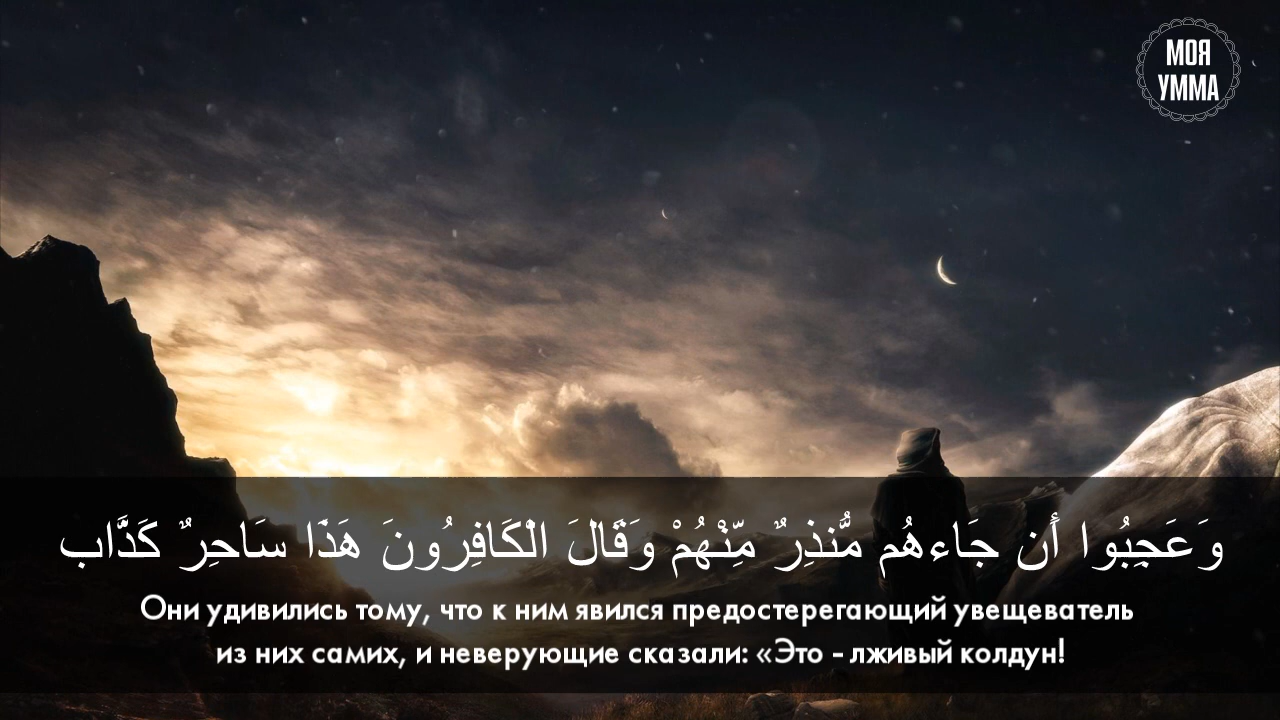 МОЯ
УММА
وَعَجِبُوا أَن جَاءهُم مُّنذِرٌ مِّنْهُمْ وَقَالَ الْكَافِرُونَ هَذَا سَاحِرٌ كَذَّاب
Они удивились тому, что к ним явился предостерегающий увещеватель
из них самих, и неверующие сказали: «Это - лживый колдун!